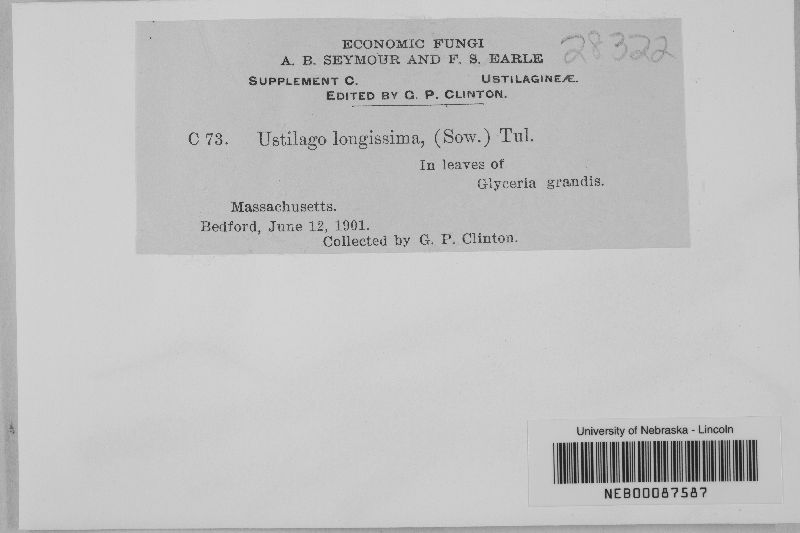 ECONOMIC FUNGI
28322
A. B. SEYMOUR AND F. S. EARLE
SUPPLEMENT C. USTILAGINEÆ.
EDITED BY G. P. CLINTON.
C 73. Ustilago longissima, (Sow.) Tul.
In leaves of
Glyceria grandis.
Massachusetts.
Bedford, June 12, 1901.
Collected by G. P. Clinton.
University of Nebraska - Lincoln
NEB00087587